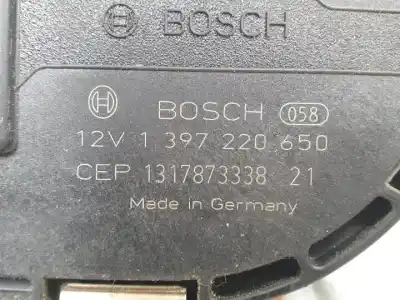 BOSCH
BOSCH 058
12V 1 397 220 650
CEP 1317873338 21
Made in Germany